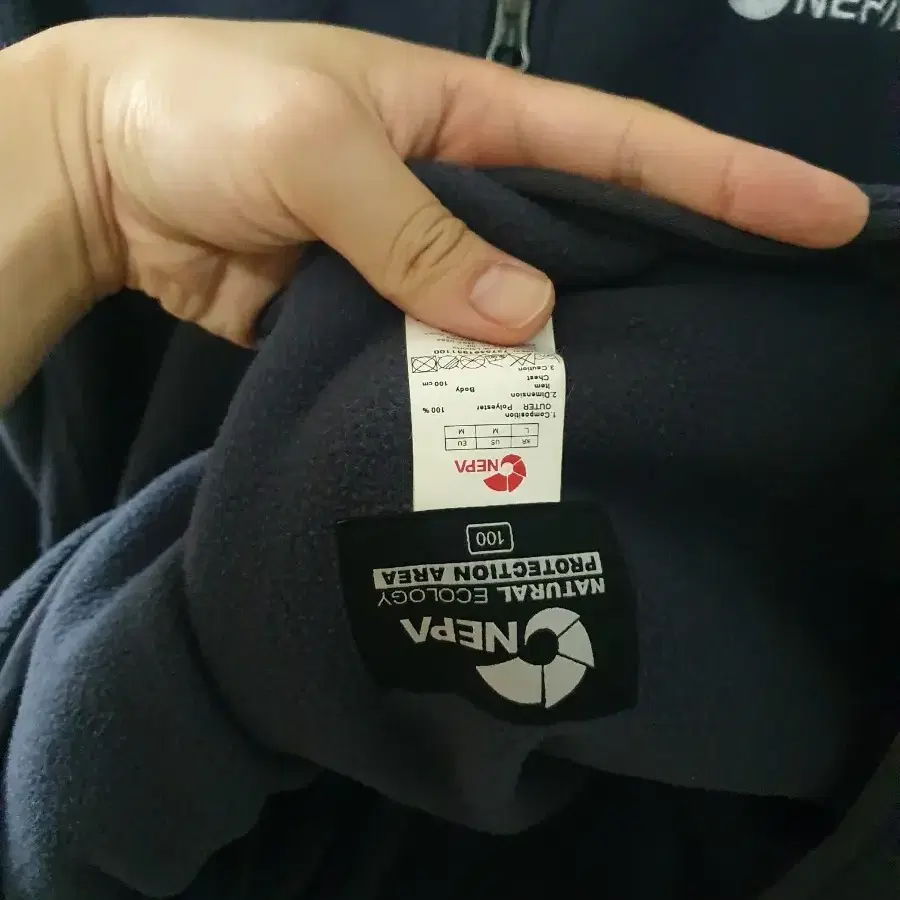 NEPA
NEPA
NATURAL ECOLOGY
PROTECTION AREA
100
NEPA
KR US EU
L M M
1.Composition
OUTER Polyester 100 %
2.Dimension
Item Body
Chest 100 cm
3.Caution